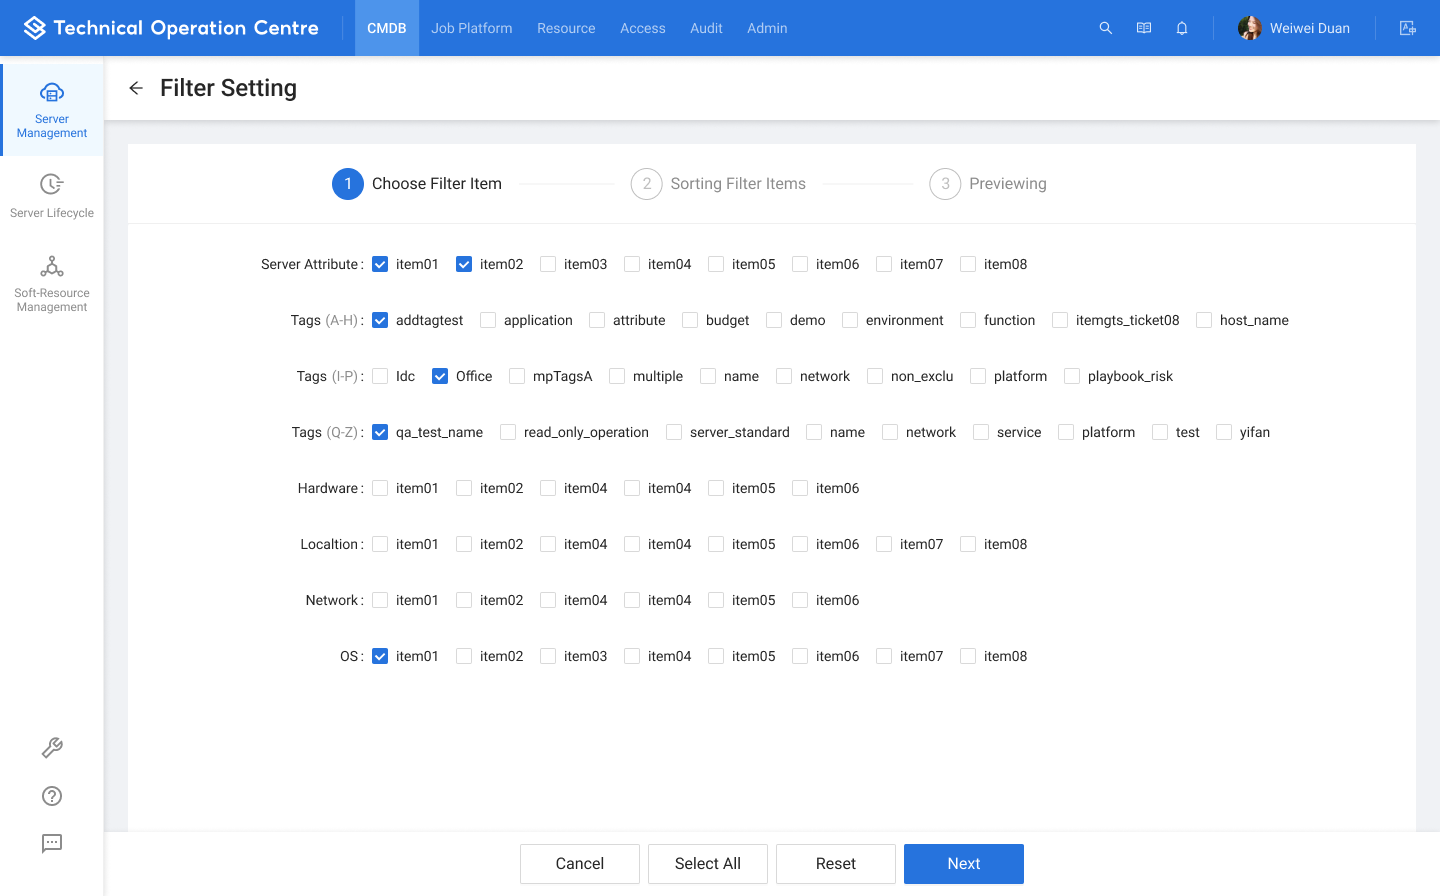 Technical Operation Centre CMDB Job Platform Resource Access Audit Admin Weiwei Duan
Filter Setting
Server
Management
Server Lifecycle
Soft-Resource
Management
1 Choose Filter Item 2 Sorting Filter Items 3 Previewing
Server Attribute : item01 item02 item03 item04 item05 item06 item07 item08
Tags (A-H) : addtagtest application attribute budget demo environment function itemgts_ticket08 host_name
Tags (I-P) : Idc Office mpTagsA multiple name network non_exclu platform playbook_risk
Tags (Q-Z) : qa_test_name read_only_operation server_standard name network service platform test yifan
Hardware : item01 item02 item04 item04 item05 item06
Localtion : item01 item02 item04 item04 item05 item06 item07 item08
Network : item01 item02 item04 item04 item05 item06
OS : item01 item02 item03 item04 item05 item06 item07 item08
Cancel Select All Reset Next